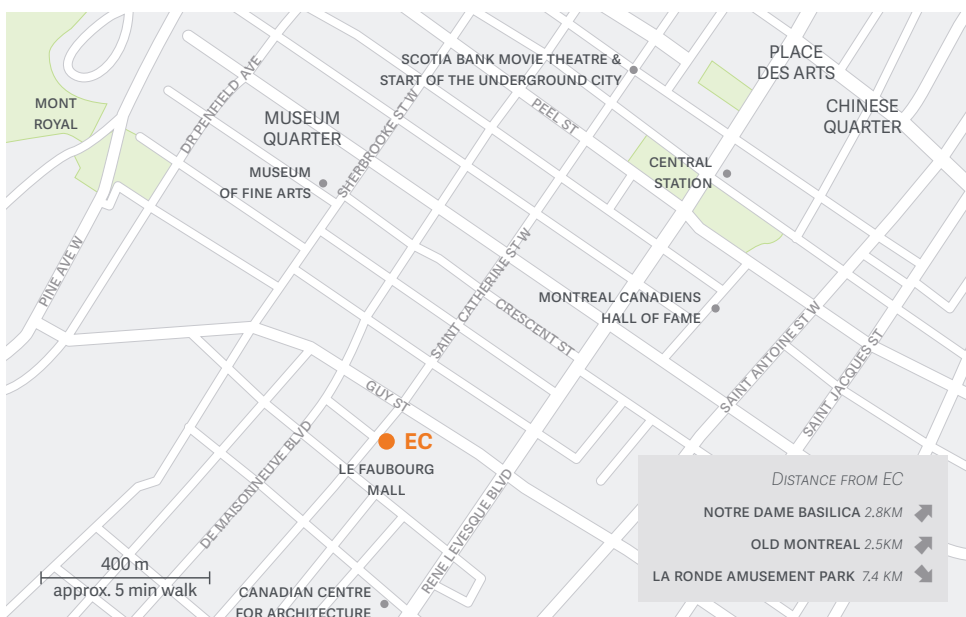 SCOTIA BANK MOVIE THEATRE &
START OF THE UNDERGROUND CITY
PLACE
DES ARTS
MONT
ROYAL
DR PENFIELD AVE
MUSEUM
QUARTER
SHERBROOKE ST W
PEEL ST
CHINESE
QUARTER
MUSEUM
OF FINE ARTS
CENTRAL
STATION
PINE AVE W
SAINT CATHERINE ST W
CRESCENT ST
MONTREAL CANADIENS
HALL OF FAME
SAINT ANTOINE ST W
SAINT JACQUES ST
GUY ST
EC
LE FAUBOURG
MALL
DE MAISONNEUVE BLVD
RENE LEVESQUE BLVD
DISTANCE FROM EC
NOTRE DAME BASILICA 2.8KM
OLD MONTREAL 2.5KM
LA RONDE AMUSEMENT PARK 7.4 KM
400 m
approx. 5 min walk
CANADIAN CENTRE
FOR ARCHITECTURE